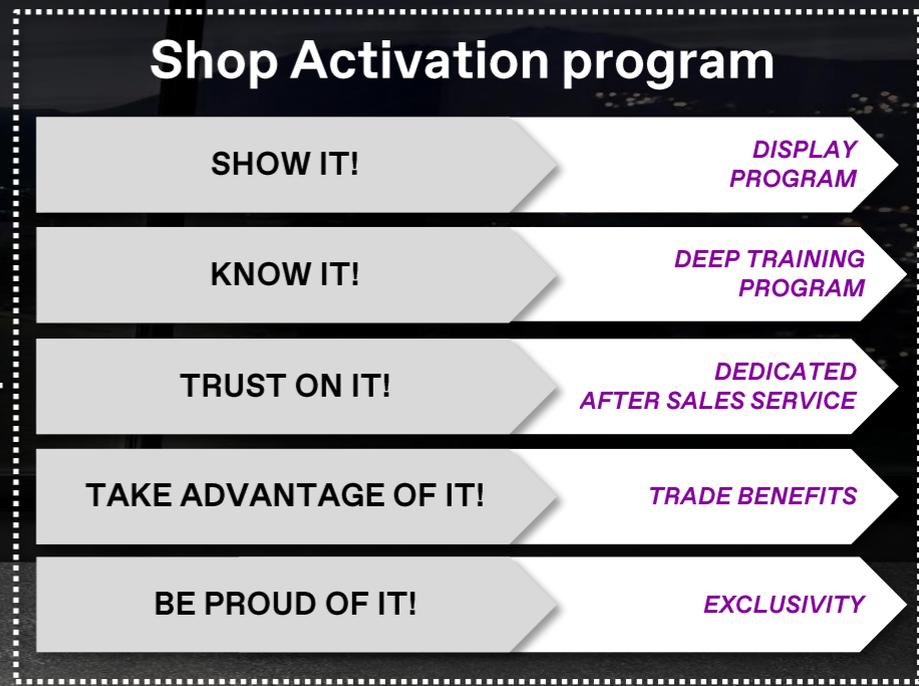 Shop Activation program
SHOW IT!
DISPLAY
PROGRAM
KNOW IT!
DEEP TRAINING
PROGRAM
TRUST ON IT!
DEDICATED
AFTER SALES SERVICE
TAKE ADVANTAGE OF IT!
TRADE BENEFITS
BE PROUD OF IT!
EXCLUSIVITY